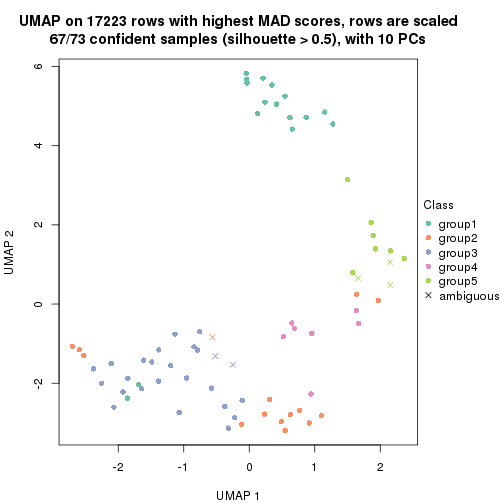 UMAP on 17223 rows with highest MAD scores, rows are scaled
67/73 confident samples (silhouette > 0.5), with 10 PCs
6
4
2
0
-2
UMAP 2
-2
-1
0
1
2
UMAP 1
Class
group1
group2
group3
group4
group5
ambiguous